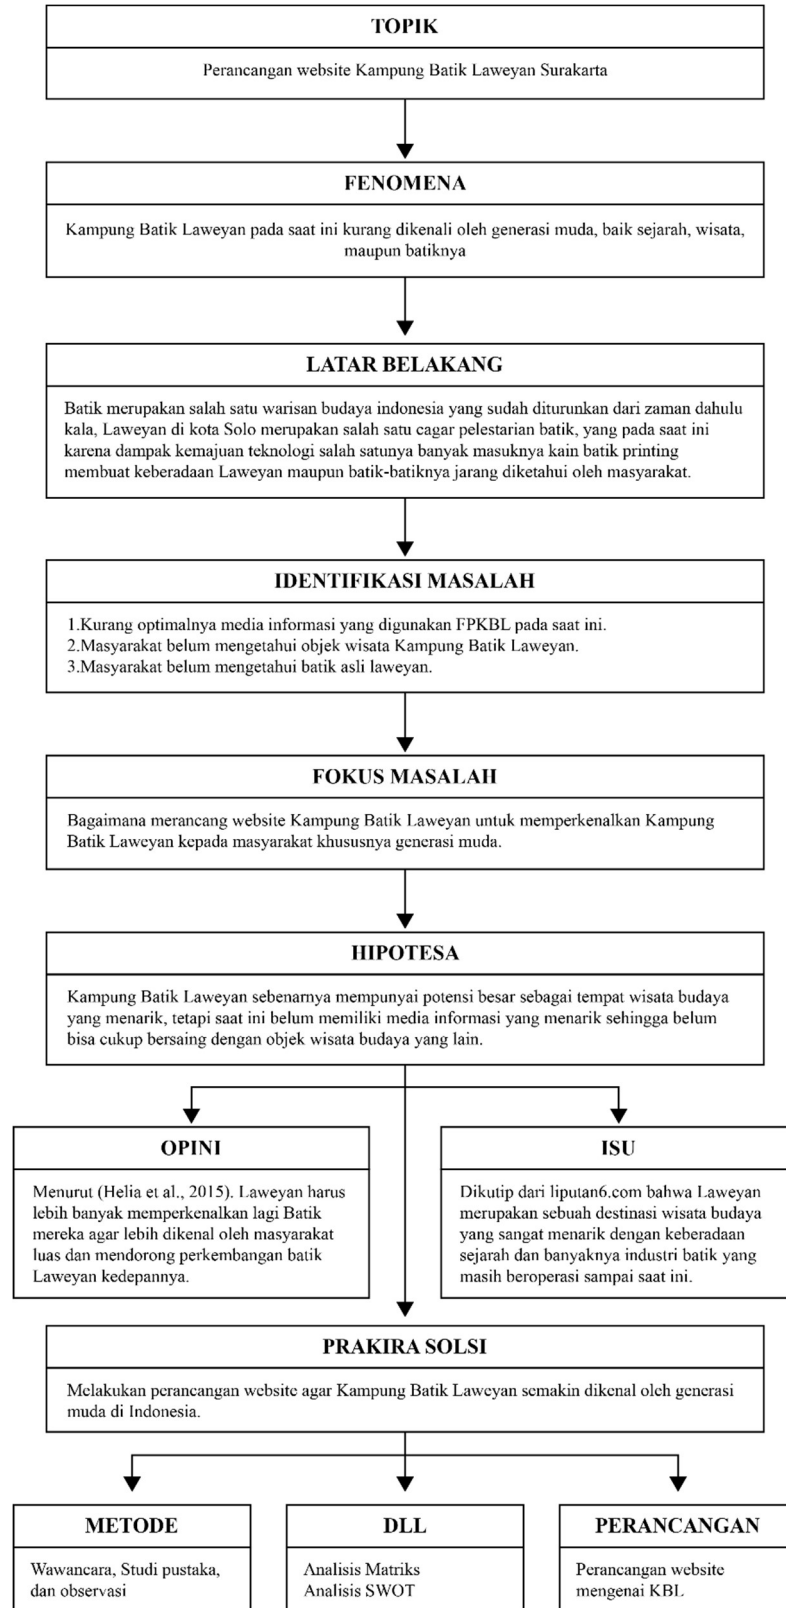 TOPIK
Perancangan website Kampung Batik Laweyan Surakarta
FENOMENA
Kampung Batik Laweyan pada saat ini kurang dikenali oleh generasi muda, baik sejarah, wisata,
maupun batiknya
LATAR BELAKANG
Batik merupakan salah satu warisan budaya indonesia yang sudah diturunkan dari zaman dahulu
kala, Laweyan di kota Solo merupakan salah satu cagar pelestarian batik, yang pada saat ini
karena dampak kemajuan teknologi salah satunya banyak masuknya kain batik printing
membuat keberadaan Laweyan maupun batik-batiknya jarang diketahui oleh masyarakat.
IDENTIFIKASI MASALAH
1.Kurang optimalnya media informasi yang digunakan FPKBL pada saat ini.
2.Masyarakat belum mengetahui objek wisata Kampung Batik Laweyan.
3.Masyarakat belum mengetahui batik asli laweyan.
FOKUS MASALAH
Bagaimana merancang website Kampung Batik Laweyan untuk memperkenalkan Kampung
Batik Laweyan kepada masyarakat khususnya generasi muda.
HIPOTESA
Kampung Batik Laweyan sebenarnya mempunyai potensi besar sebagai tempat wisata budaya
yang menarik, tetapi saat ini belum memiliki media informasi yang menarik sehingga belum
bisa cukup bersaing dengan objek wisata budaya yang lain.
OPINI
Menurut (Helia et al., 2015). Laweyan harus
lebih banyak memperkenalkan lagi Batik
mereka agar lebih dikenal oleh masyarakat
luas dan mendorong perkembangan batik
Laweyan kedepannya.
ISU
Dikutip dari liputan6.com bahwa Laweyan
merupakan sebuah destinasi wisata budaya
yang sangat menarik dengan keberadaan
sejarah dan banyaknya industri batik yang
masih beroperasi sampai saat ini.
PRAKIRA SOLSI
Melakukan perancangan website agar Kampung Batik Laweyan semakin dikenal oleh generasi
muda di Indonesia.
METODE
Wawancara, Studi pustaka,
dan observasi
DLL
Analisis Matriks
Analisis SWOT
PERANCANGAN
Perancangan website
mengenai KBL